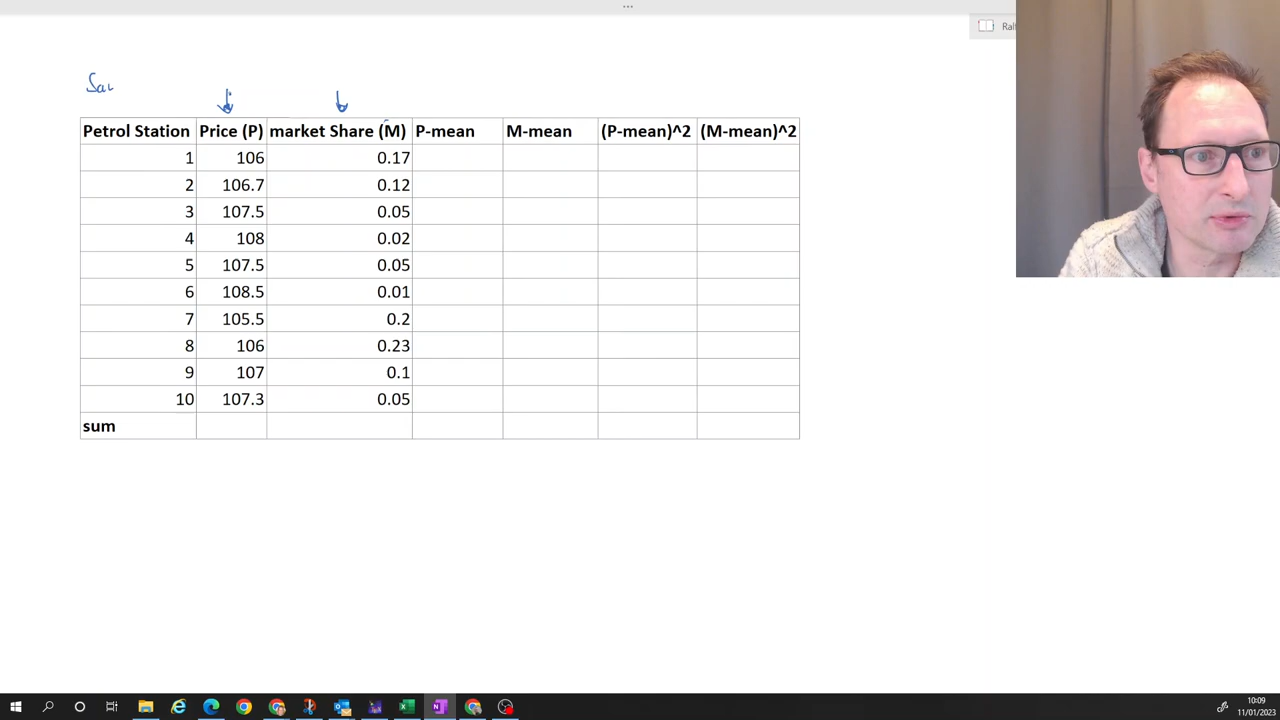 Ral
Sa
Petrol Station Price (P) market Share (M) P-mean M-mean (P-mean)^2 (M-mean)^2
1 106 0.17
2 106.7 0.12
3 107.5 0.05
4 108 0.02
5 107.5 0.05
6 108.5 0.01
7 105.5 0.2
8 106 0.23
9 107 0.1
10 107.3 0.05
sum
10:09
11/01/2023